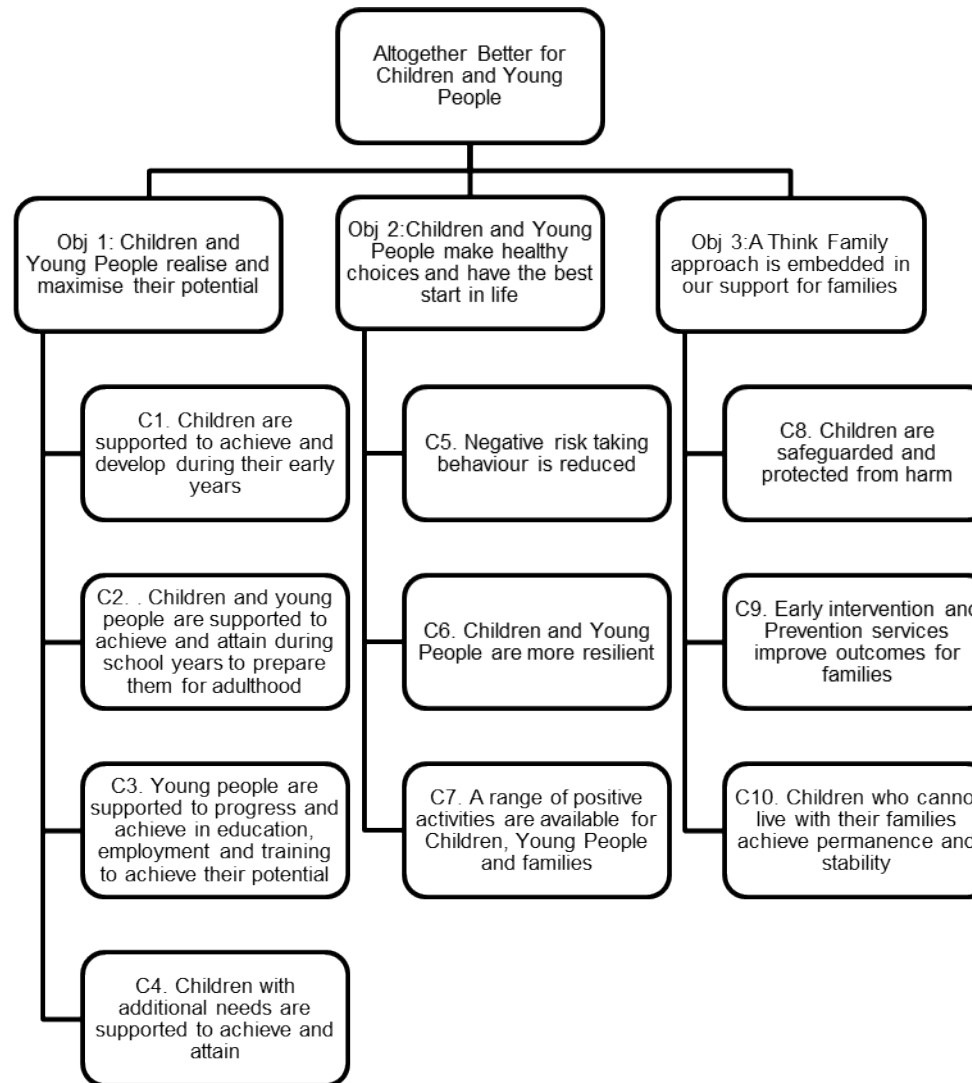 Altogether Better for
Children and Young
People
Obj 1: Children and
Young People realise and
maximise their potential
C1. Children are
supported to achieve and
develop during their early
years
C2. . Children and young
people are supported to
achieve and attain during
school years to prepare
them for adulthood
C3. Young people are
supported to progress and
achieve in education,
employment and training
to achieve their potential
C4. Children with
additional needs are
supported to achieve and
attain
Obj 2:Children and Young
People make healthy
choices and have the best
start in life
C5. Negative risk taking
behaviour is reduced
C6. Children and Young
People are more resilient
C7. A range of positive
activities are available for
Children, Young People
and families
Obj 3:A Think Family
approach is embedded in
our support for families
C8. Children are
safeguarded and
protected from harm
C9. Early intervention and
Prevention services
improve outcomes for
families
C10. Children who cannot
live with their families
achieve permanence and
stability